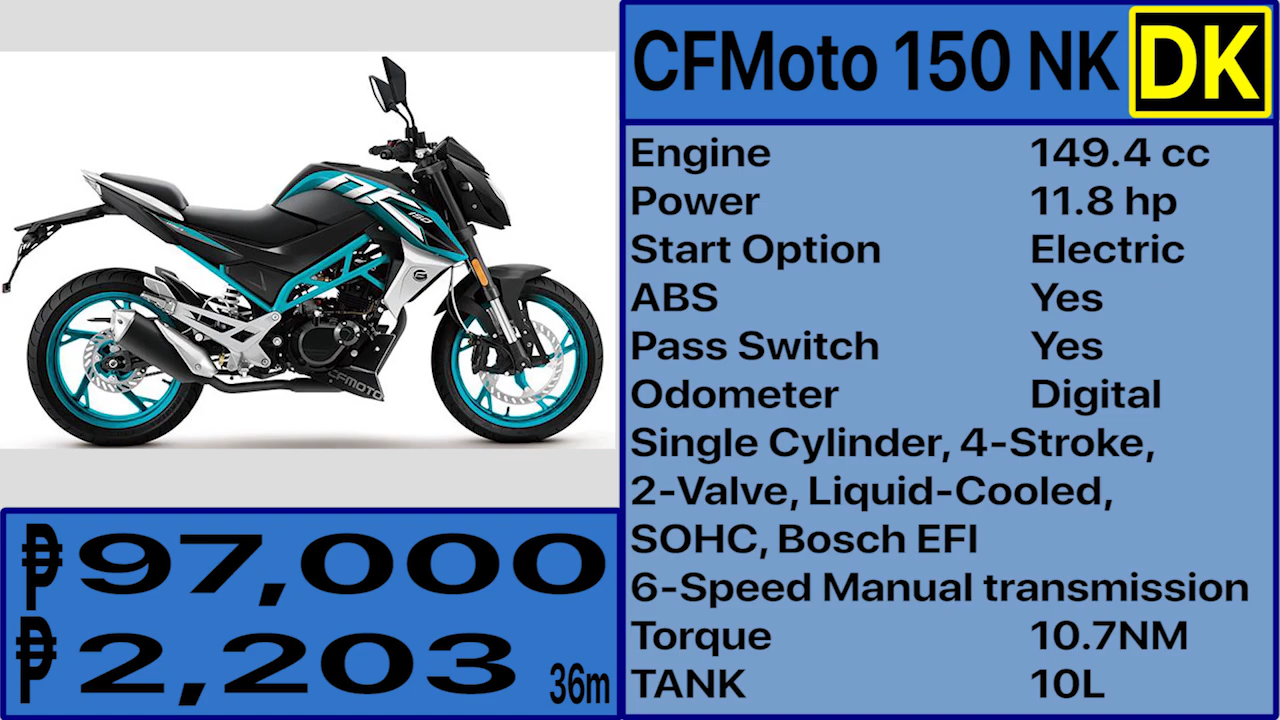 CFMoto 150 NK DK
Engine 149.4 cc
Power 11.8 hp
Start Option Electric
ABS Yes
Pass Switch Yes
Odometer Digital
Single Cylinder, 4-Stroke,
2-Valve, Liquid-Cooled,
SOHC, Bosch EFI
6-Speed Manual transmission
Torque 10.7NM
TANK 10L
NK
150
CFMOTO
₱97,000
₱2,203 36m